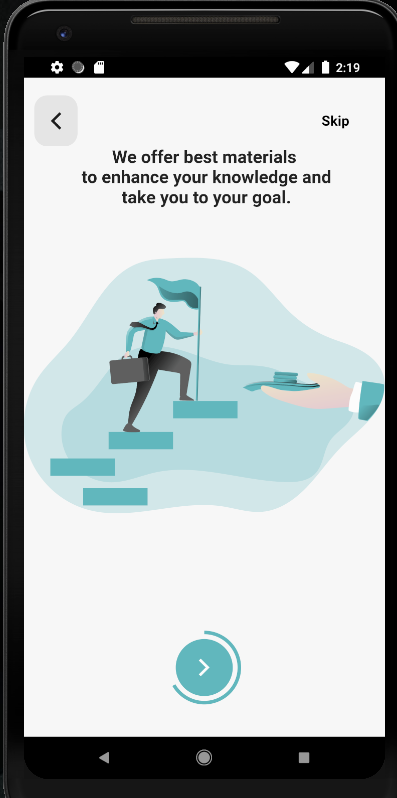 2:19
Skip
We offer best materials
to enhance your knowledge and
take you to your goal.